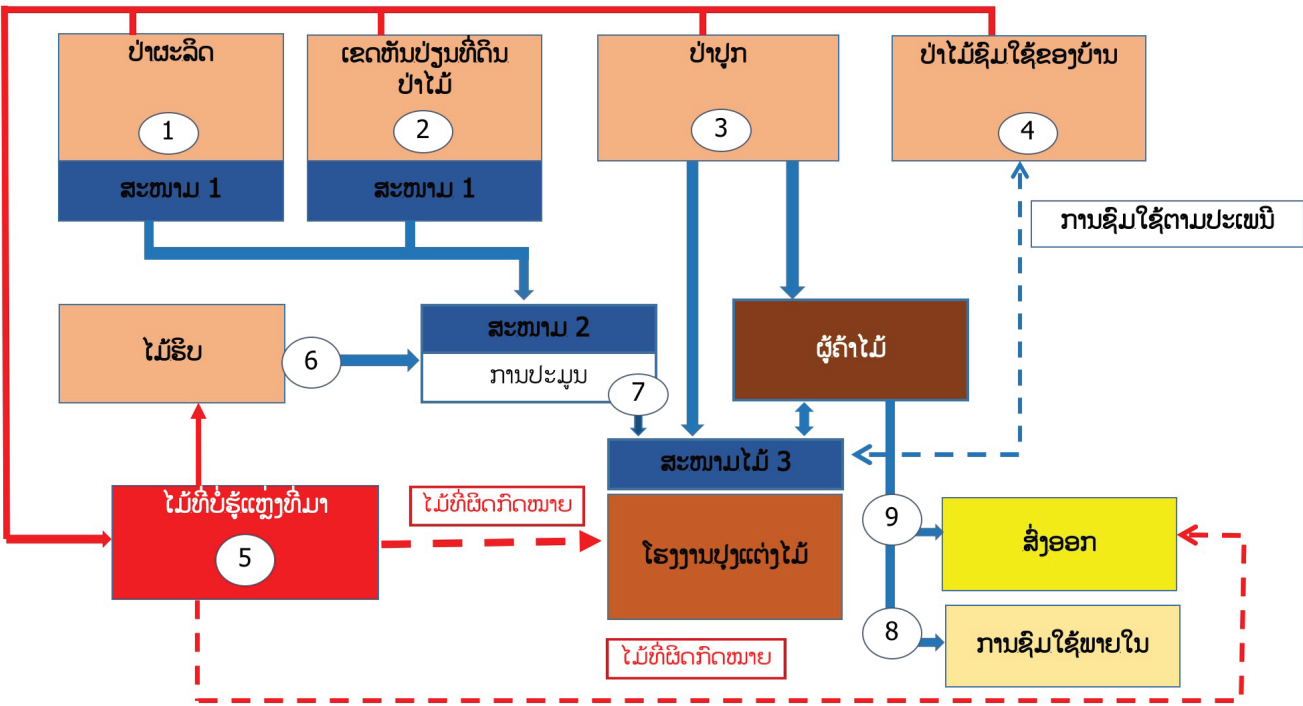 ປ່າຜະລິດ
1
ສະໜາມ 1
ເຂດຫັນປ່ຽນທີ່ດິນ
ປ່າໄມ້
2
ສະໜາມ 1
ປ່າປູກ
3
ປ່າໄມ້ຊົມໃຊ້ຂອງບ້ານ
4
ການຊົມໃຊ້ຕາມປະເພນີ
ໄມ້ຮິບ
6
ສະໜາມ 2
ການປະມູນ
7
ຜູ້ຄ້າໄມ້
ສະໜາມໄມ້ 3
ໂຮງງານປຸງແຕ່ງໄມ້
ໄມ້ທີ່ບໍ່ຮູ້ແຫຼ່ງທີ່ມາ
5
ໄມ້ທີ່ຜິດກົດໝາຍ
9
ສົ່ງອອກ
8
ການຊົມໃຊ້ພາຍໃນ
ໄມ້ທີ່ຜິດກົດໝາຍ